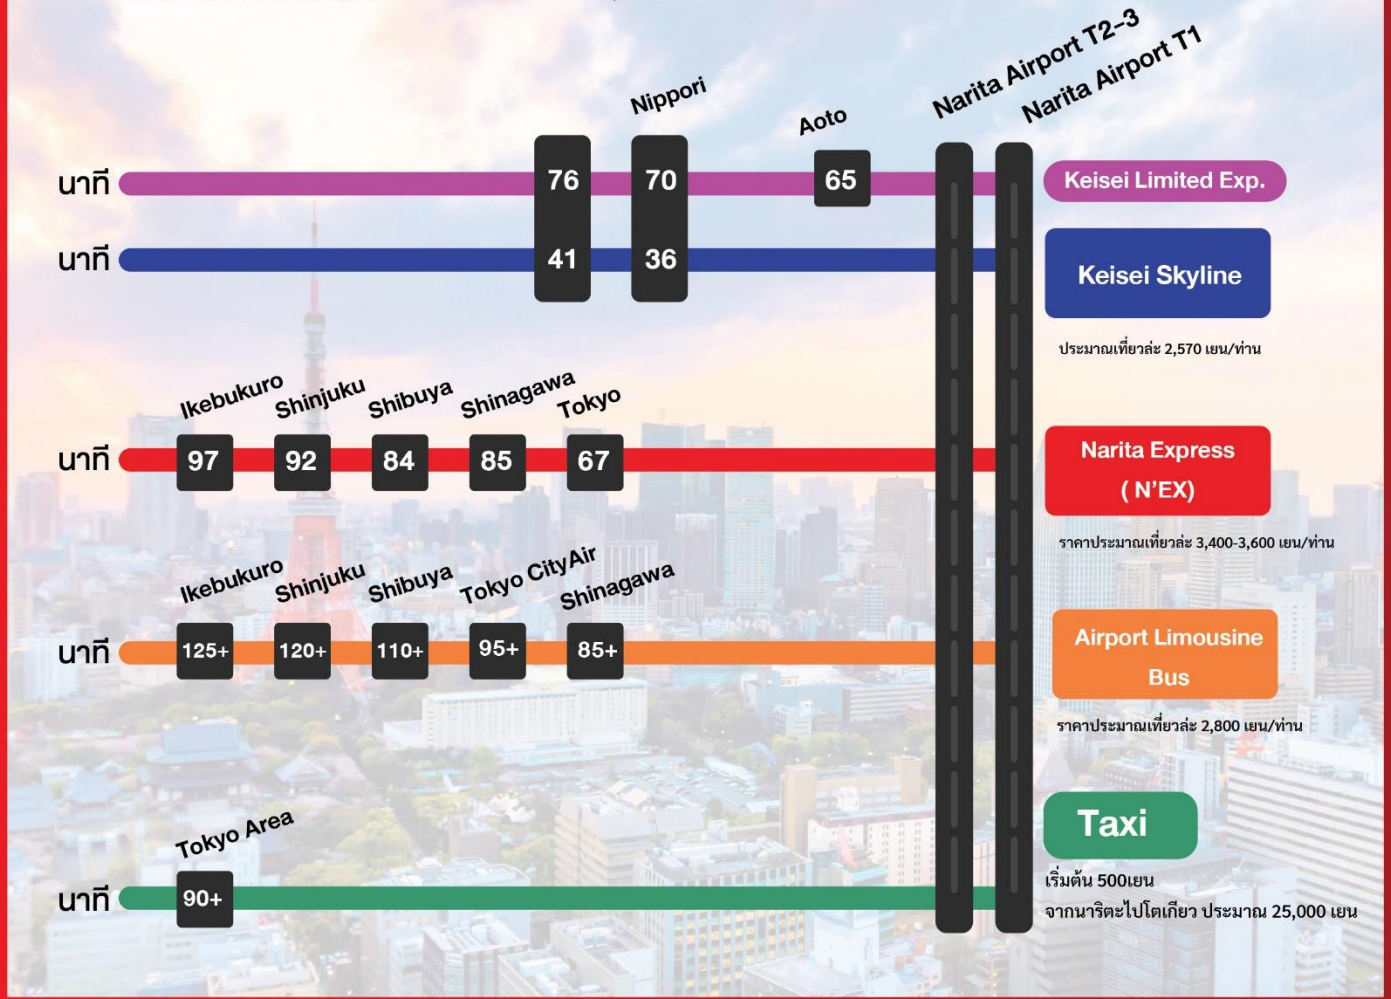 Narita Airport T2-3
Narita Airport T1
Nippori
Aoto
นาที
76
70
65
Keisei Limited Exp.
นาที
41
36
Keisei Skyline
ประมาณเที่ยวล่ะ 2,570 เยน/ท่าน
Ikebukuro
Shinjuku
Shibuya
Shinagawa
Tokyo
นาที
97
92
84
85
67
Narita Express
( N'EX)
ราคาประมาณเที่ยวล่ะ 3,400-3,600 เยน/ท่าน
Ikebukuro
Shinjuku
Shibuya
Tokyo CityAir
Shinagawa
นาที
125+
120+
110+
95+
85+
Airport Limousine
Bus
ราคาประมาณเที่ยวล่ะ 2,800 เยน/ท่าน
Tokyo Area
นาที
90+
Taxi
เริ่มต้น 500เยน
จากนาริตะไปโตเกียว ประมาณ 25,000 เยน